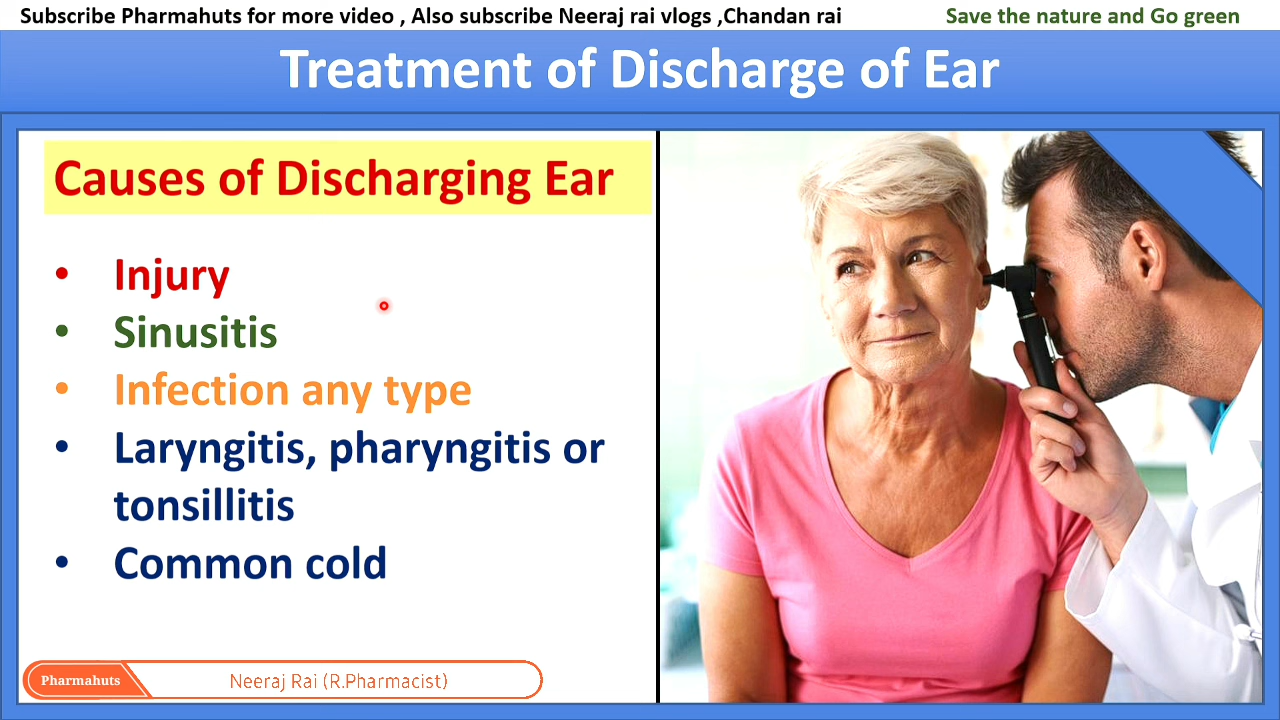 Subscribe Pharmahuts for more video , Also subscribe Neeraj rai vlogs ,Chandan rai
Save the nature and Go green
Treatment of Discharge of Ear
Causes of Discharging Ear
• Injury
• Sinusitis
• Infection any type
• Laryngitis, pharyngitis or
tonsillitis
• Common cold
Pharmahuts
Neeraj Rai (R.Pharmacist)